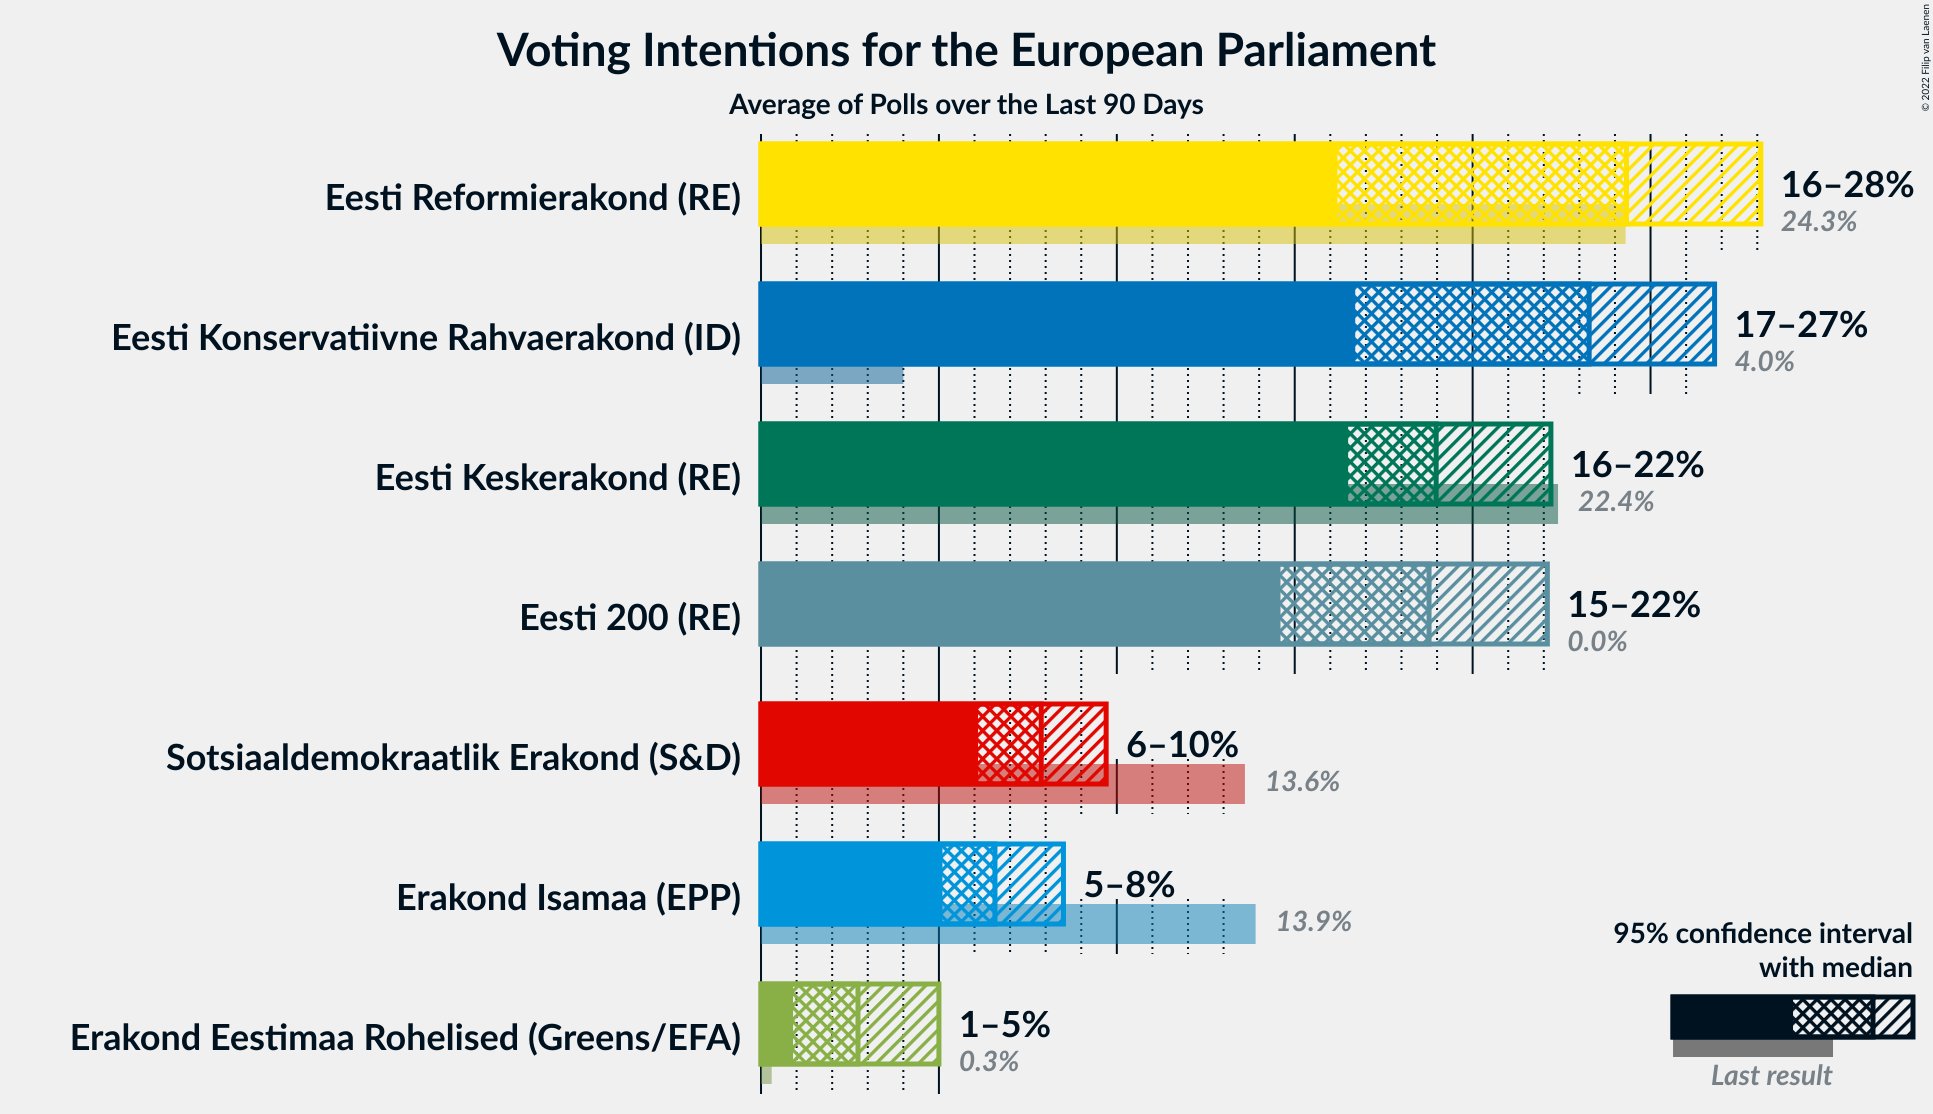 Voting Intentions for the European Parliament
Average of Polls over the Last 90 Days
© 2022 Filip van Laenen
Eesti Reformierakond (RE)
16–28%
24.3%
Eesti Konservatiivne Rahvaerakond (ID)
17–27%
4.0%
Eesti Keskerakond (RE)
16–22%
22.4%
Eesti 200 (RE)
15–22%
0.0%
Sotsiaaldemokraatlik Erakond (S&D)
6–10%
13.6%
Erakond Isamaa (EPP)
5–8%
13.9%
Erakond Eestimaa Rohelised (Greens/EFA)
1–5%
0.3%
95% confidence interval
with median
Last result